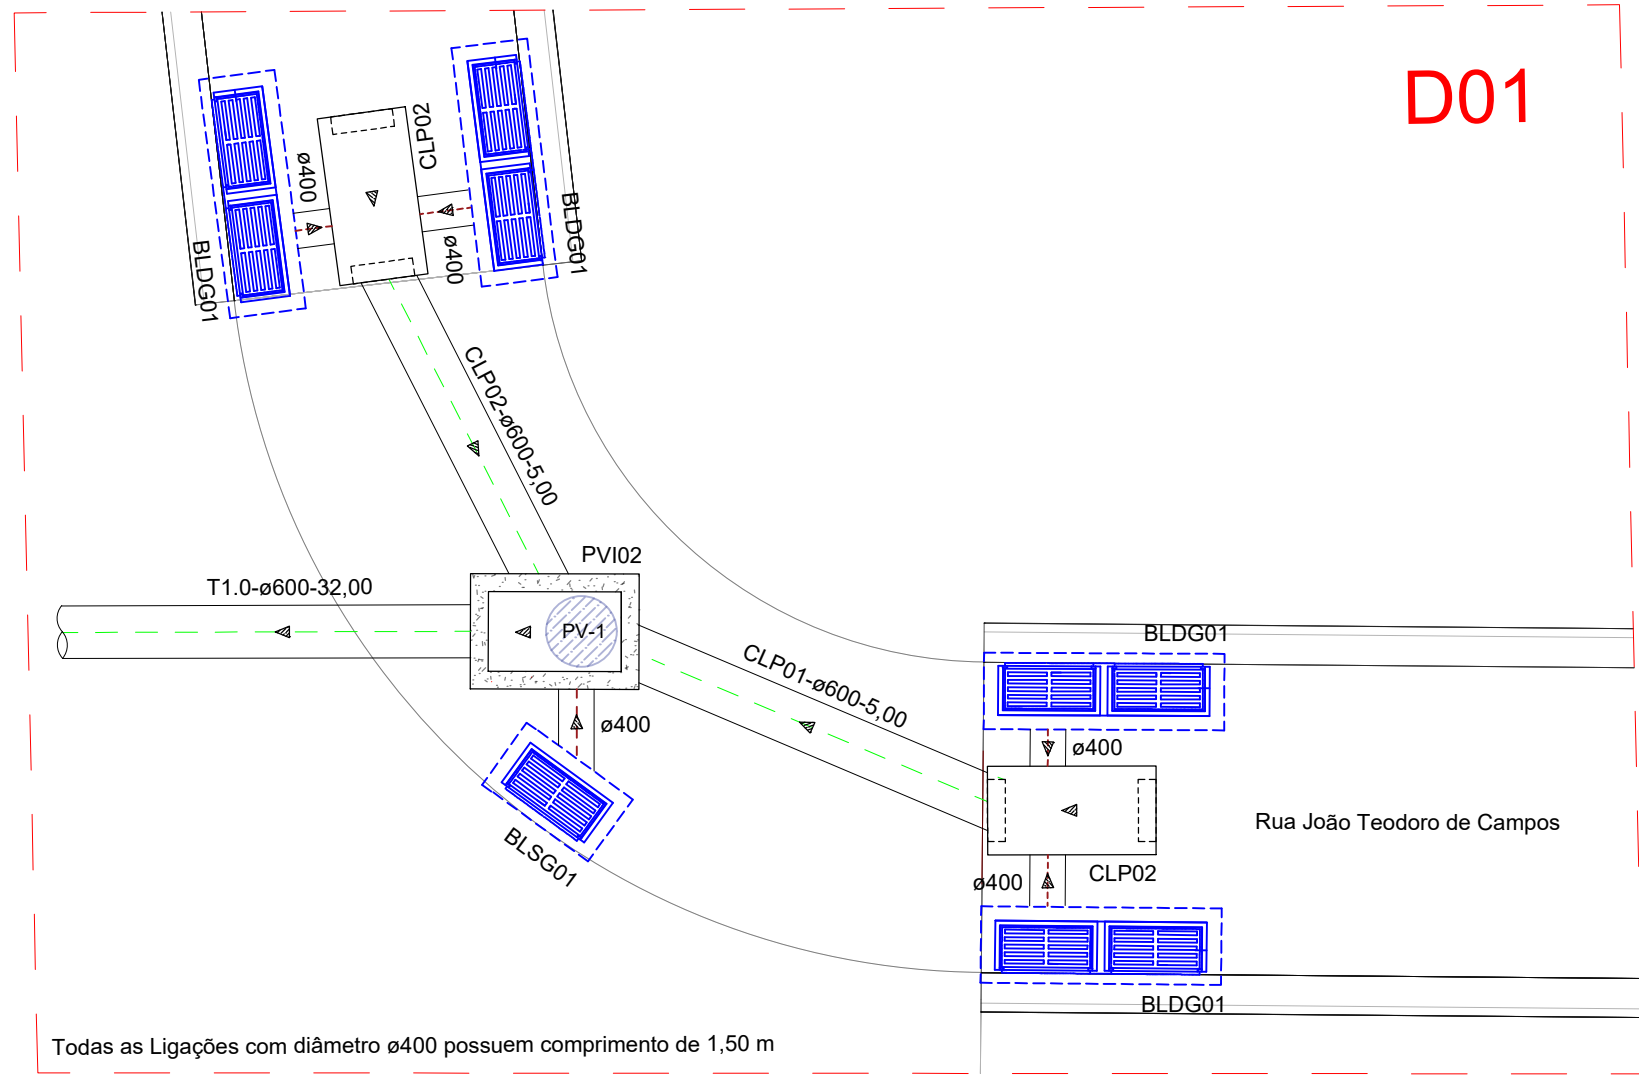 D01
CLP02
ø400
BLDG01
ø400
BLDG01
CLP02-ø600-5,00
PVI02
T1.0-ø600-32,00
PV-1
CLP01-ø600-5,00
BLDG01
ø400
ø400
BLSG01
Rua João Teodoro de Campos
CLP02
ø400
BLDG01
Todas as Ligações com diâmetro ø400 possuem comprimento de 1,50 m